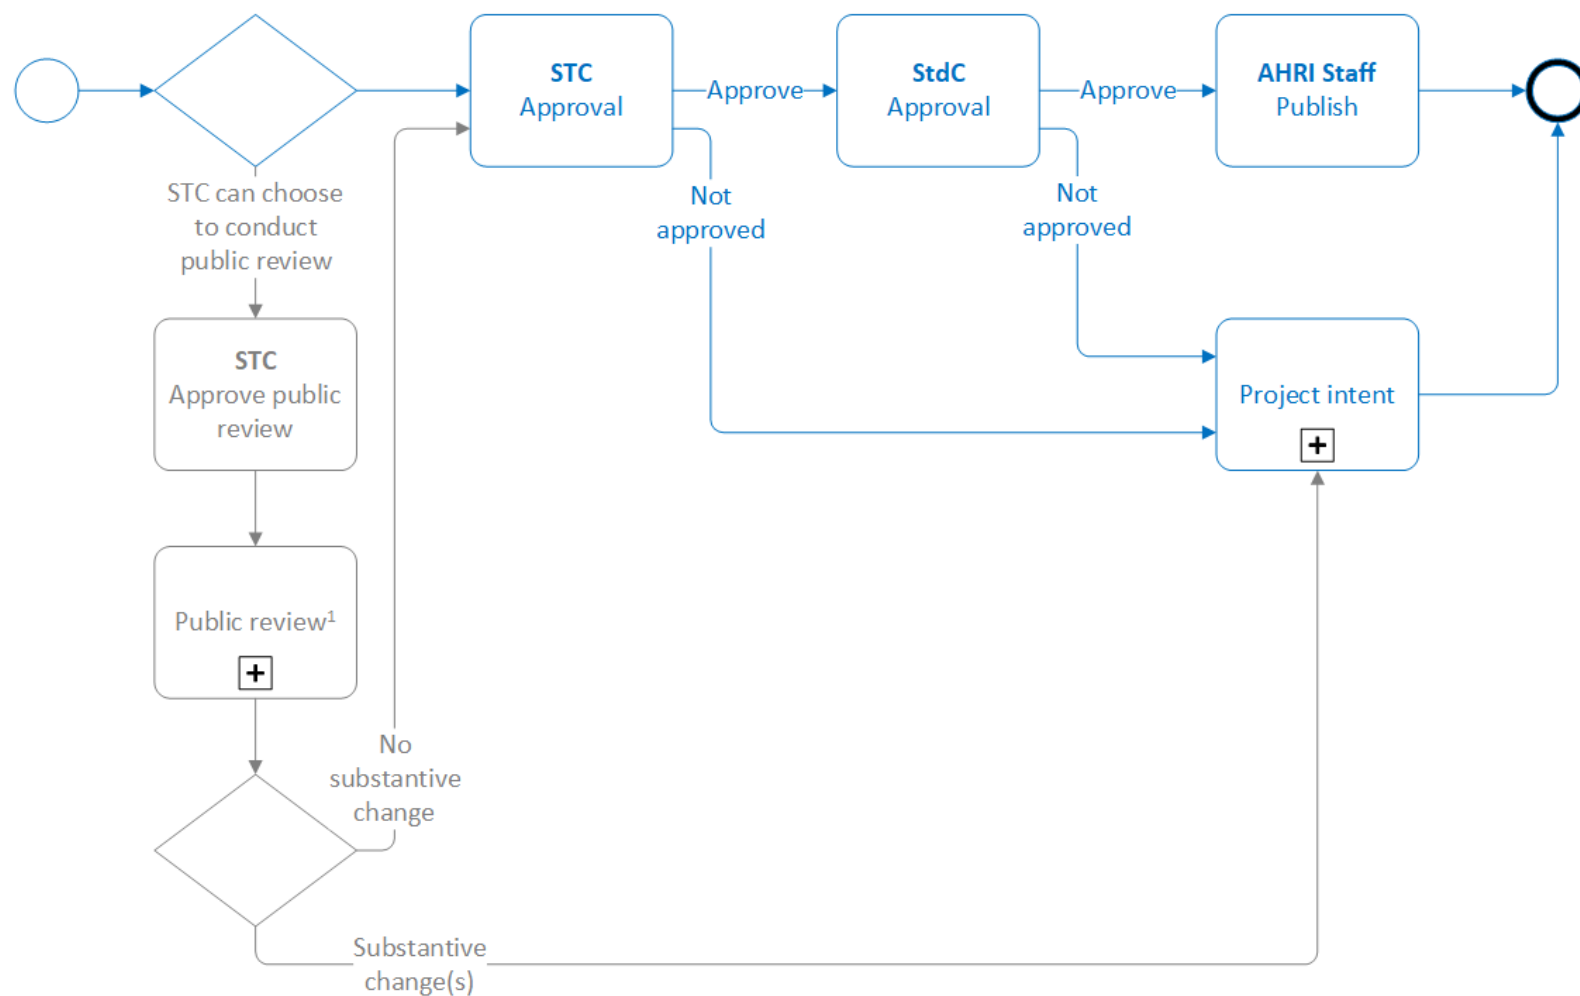 STC
Approval
Approve
StdC
Approval
Approve
AHRI Staff
Publish
STC can choose
to conduct
public review
Not
approved
Not
approved
STC
Approve public
review
Project intent
+
Public review¹
+
No
substantive
change
Substantive
change(s)